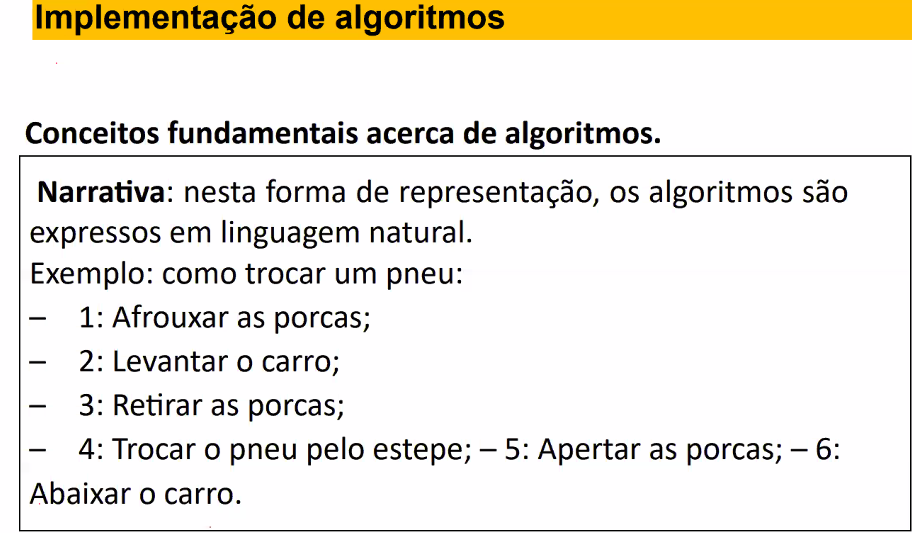 Implementação de algoritmos
Conceitos fundamentais acerca de algoritmos.
Narrativa: nesta forma de representação, os algoritmos são
expressos em linguagem natural.
Exemplo: como trocar um pneu:
– 1: Afrouxar as porcas;
– 2: Levantar o carro;
– 3: Retirar as porcas;
– 4: Trocar o pneu pelo estepe; – 5: Apertar as porcas; – 6:
Abaixar o carro.